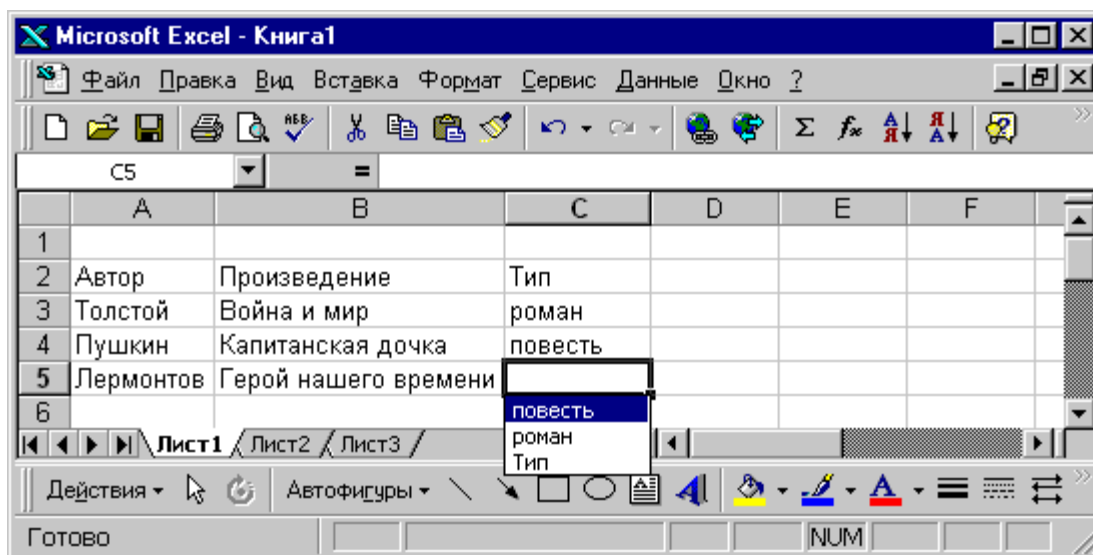 Microsoft Excel - Книга1
Файл Правка Вид Вставка Формат Сервис Данные Окно ?
Σ fx А Я Я А
C5 =
A B C D E F
1
2 Автор Произведение Тип
3 Толстой Война и мир роман
4 Пушкин Капитанская дочка повесть
5 Лермонтов Герой нашего времени
6 повесть
роман
Тип
Лист1 Лист2 Лист3
Действия Автофигуры
Готово NUM